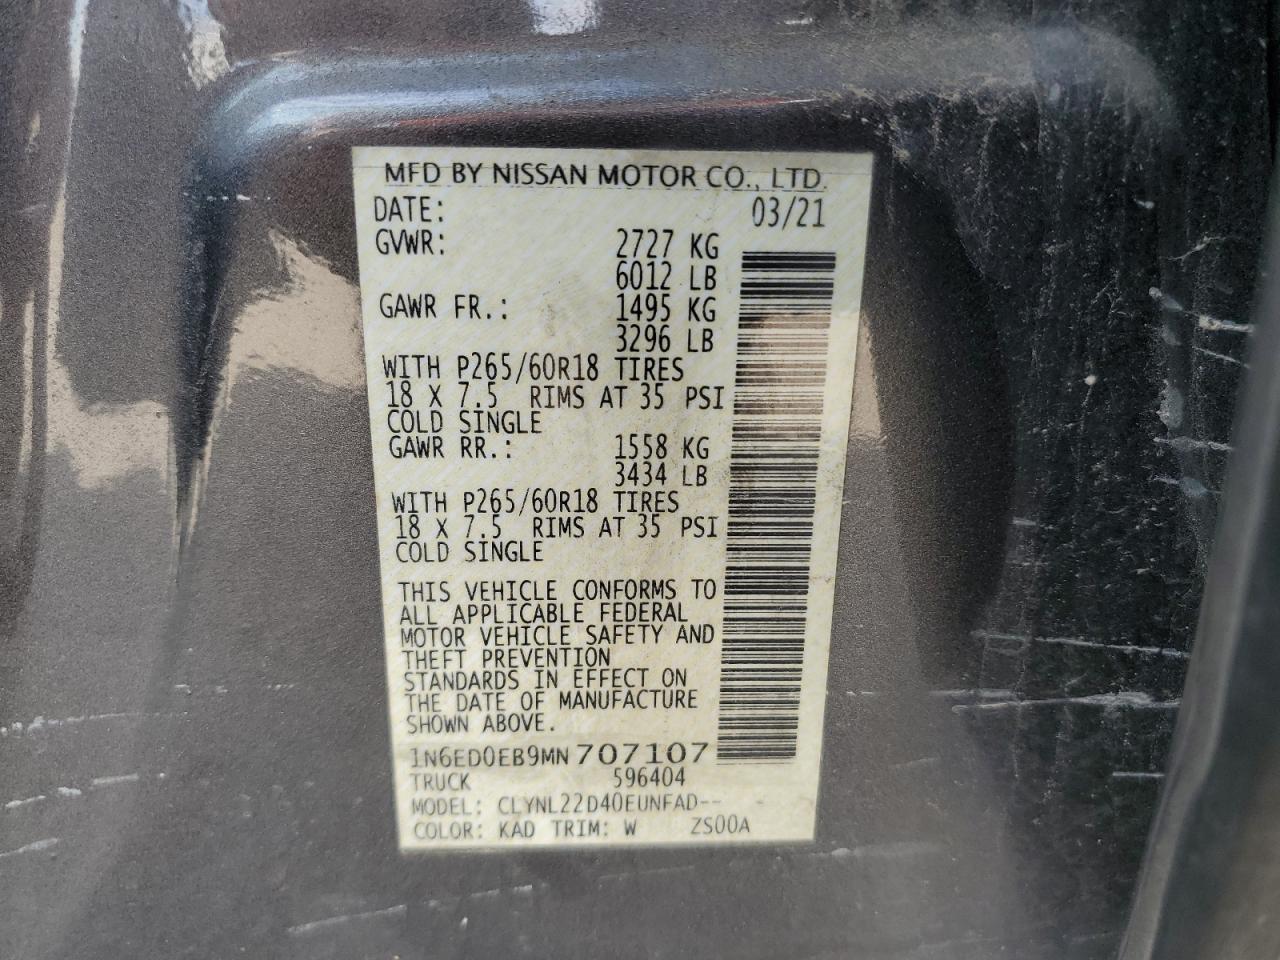 MFD BY NISSAN MOTOR CO., LTD.
DATE: 03/21
GVWR: 2727 KG
6012 LB
GAWR FR.: 1495 KG
3296 LB
WITH P265/60R18 TIRES
18 X 7.5 RIMS AT 35 PSI
COLD SINGLE
GAWR RR.: 1558 KG
3434 LB
WITH P265/60R18 TIRES
18 X 7.5 RIMS AT 35 PSI
COLD SINGLE
THIS VEHICLE CONFORMS TO
ALL APPLICABLE FEDERAL
MOTOR VEHICLE SAFETY AND
THEFT PREVENTION
STANDARDS IN EFFECT ON
THE DATE OF MANUFACTURE
SHOWN ABOVE.
1N6ED0EB9MN707107
TRUCK 596404
MODEL: CLYNL22D40EUNFAD-- -
COLOR: KAD TRIM: W ZS00A